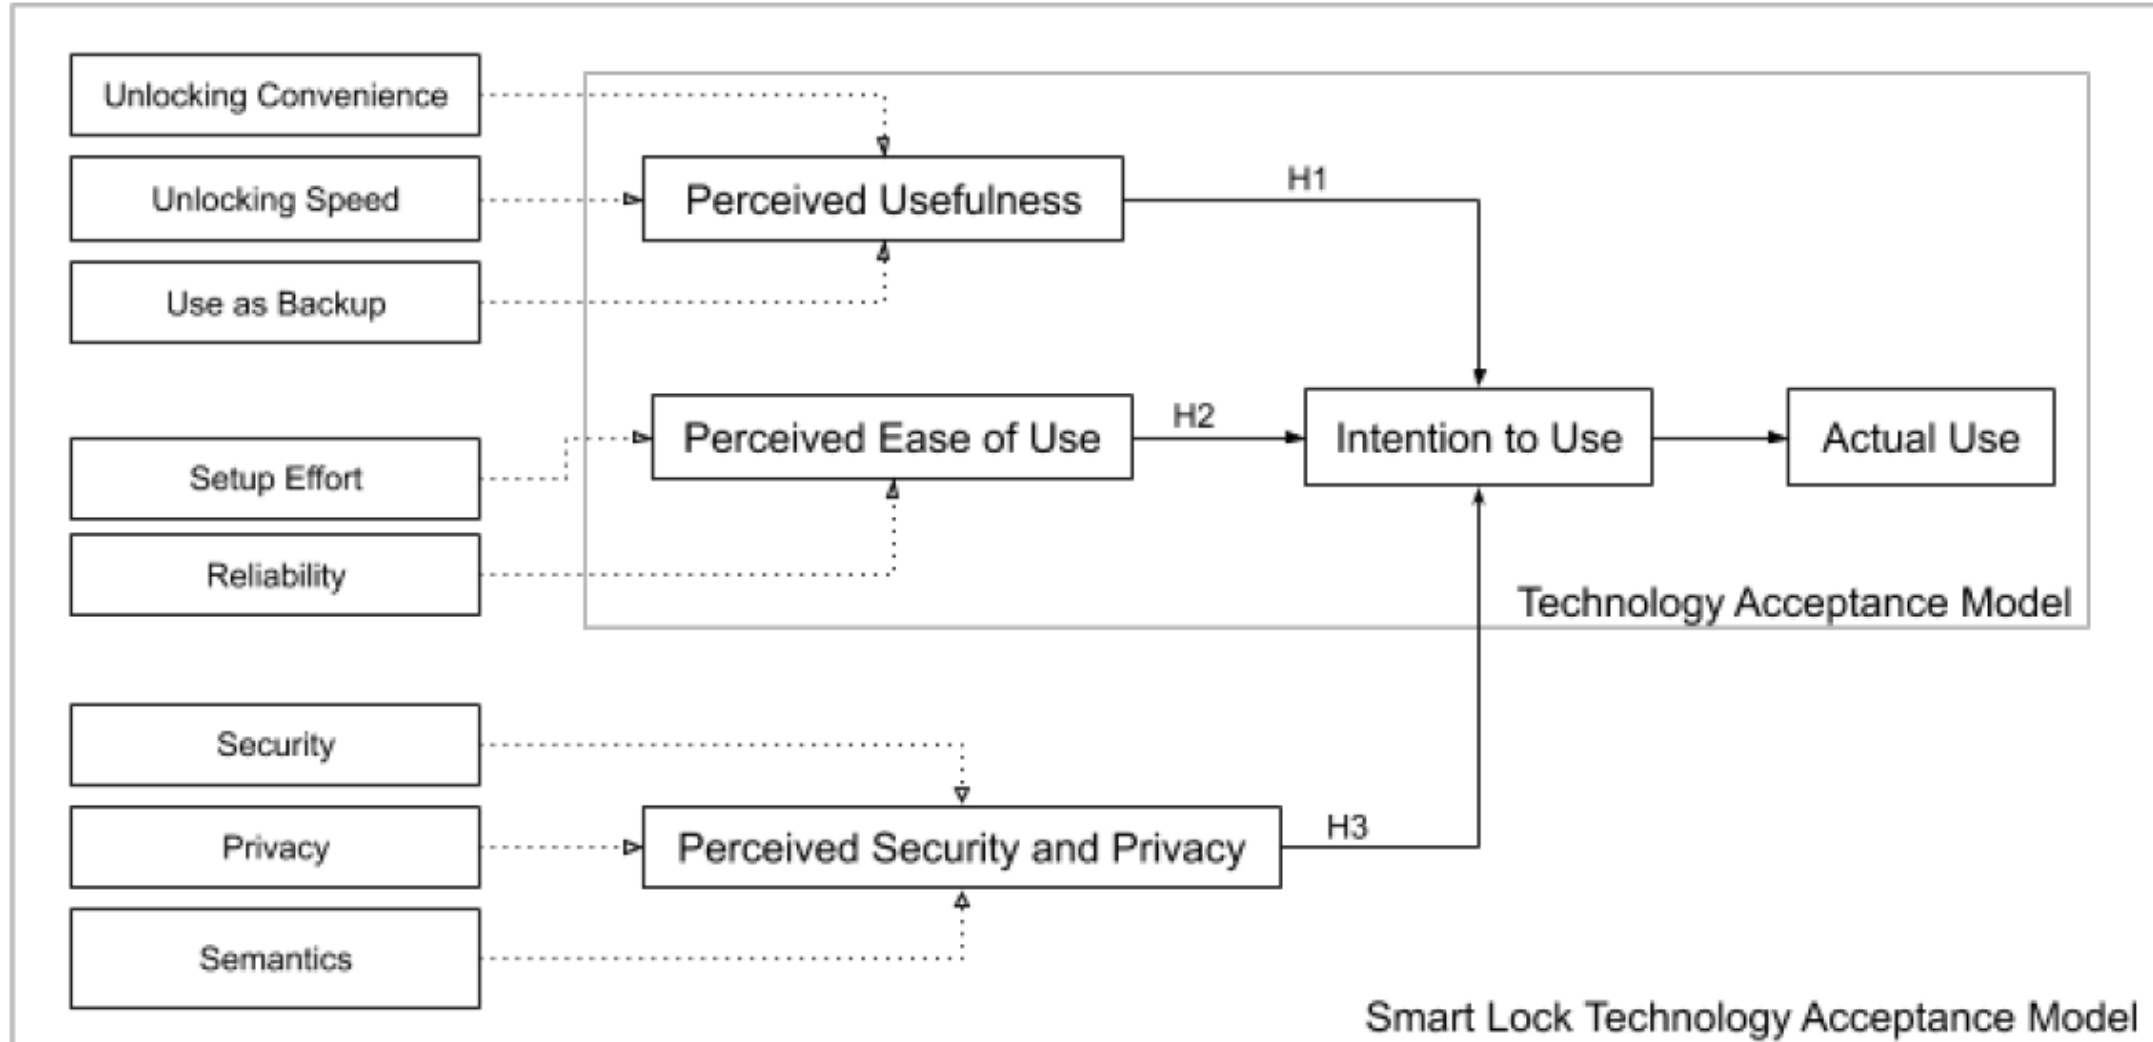 Unlocking Convenience
Unlocking Speed
Use as Backup
Perceived Usefulness
H1
Setup Effort
Reliability
Perceived Ease of Use
H2
Intention to Use
Actual Use
Technology Acceptance Model
Security
Privacy
Semantics
Perceived Security and Privacy
H3
Smart Lock Technology Acceptance Model